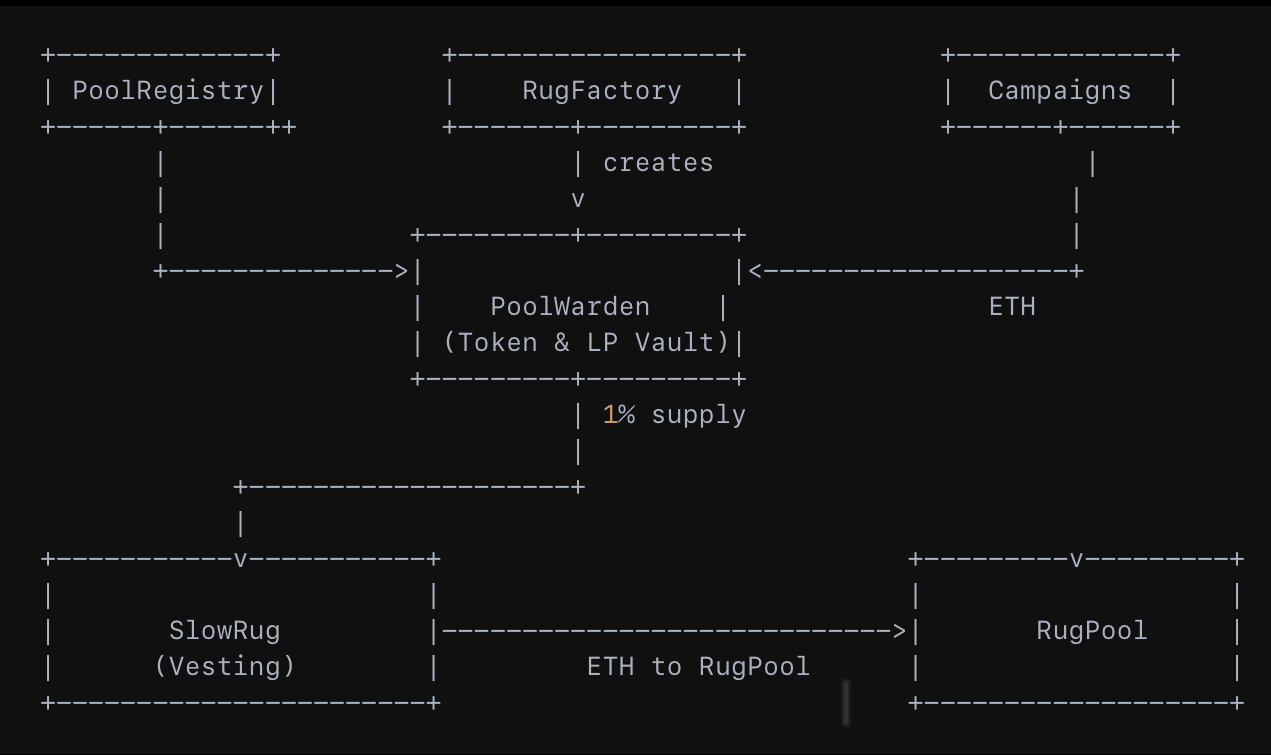 PoolRegistry RugFactory Campaigns
creates
v
>| |<
PoolWarden ETH
(Token & LP Vault)
1% supply
v v
SlowRug > RugPool
(Vesting) ETH to RugPool